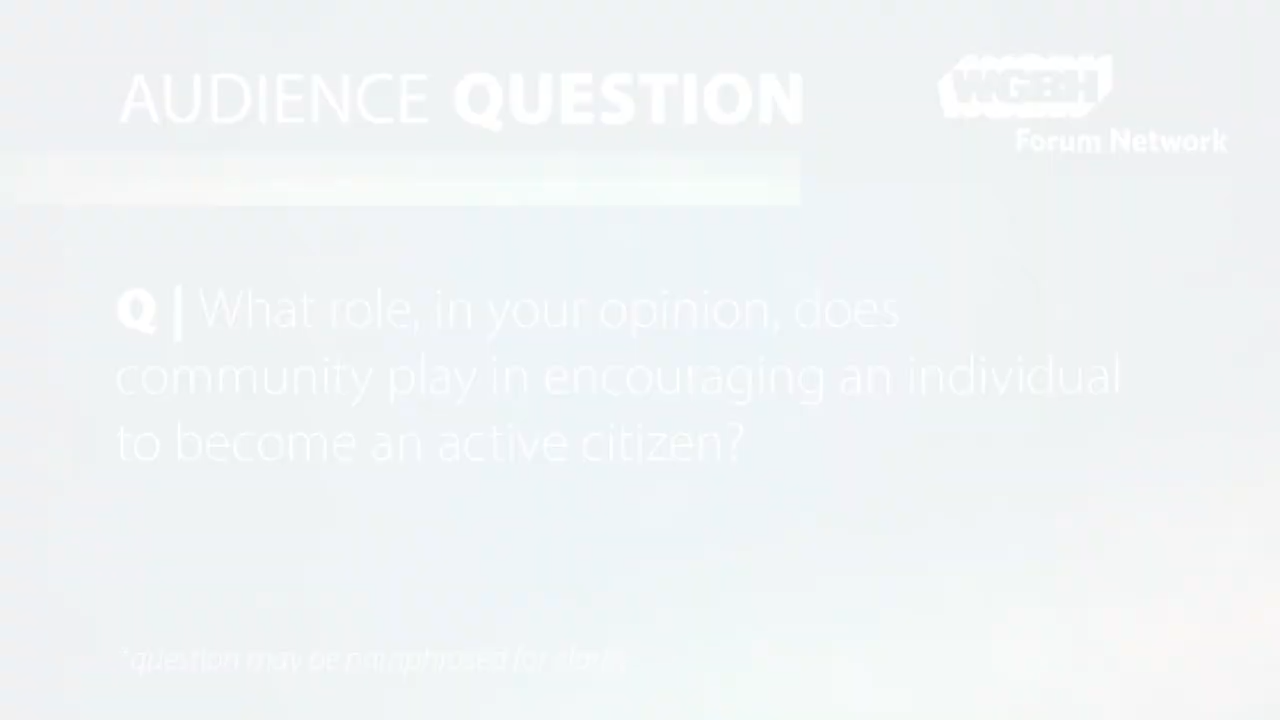 AUDIENCE QUESTION
WGBH
Forum Network
Q | What role, in your opinion, does
community play in encouraging an individual
to become an active citizen?
*question may be paraphrased for clarity